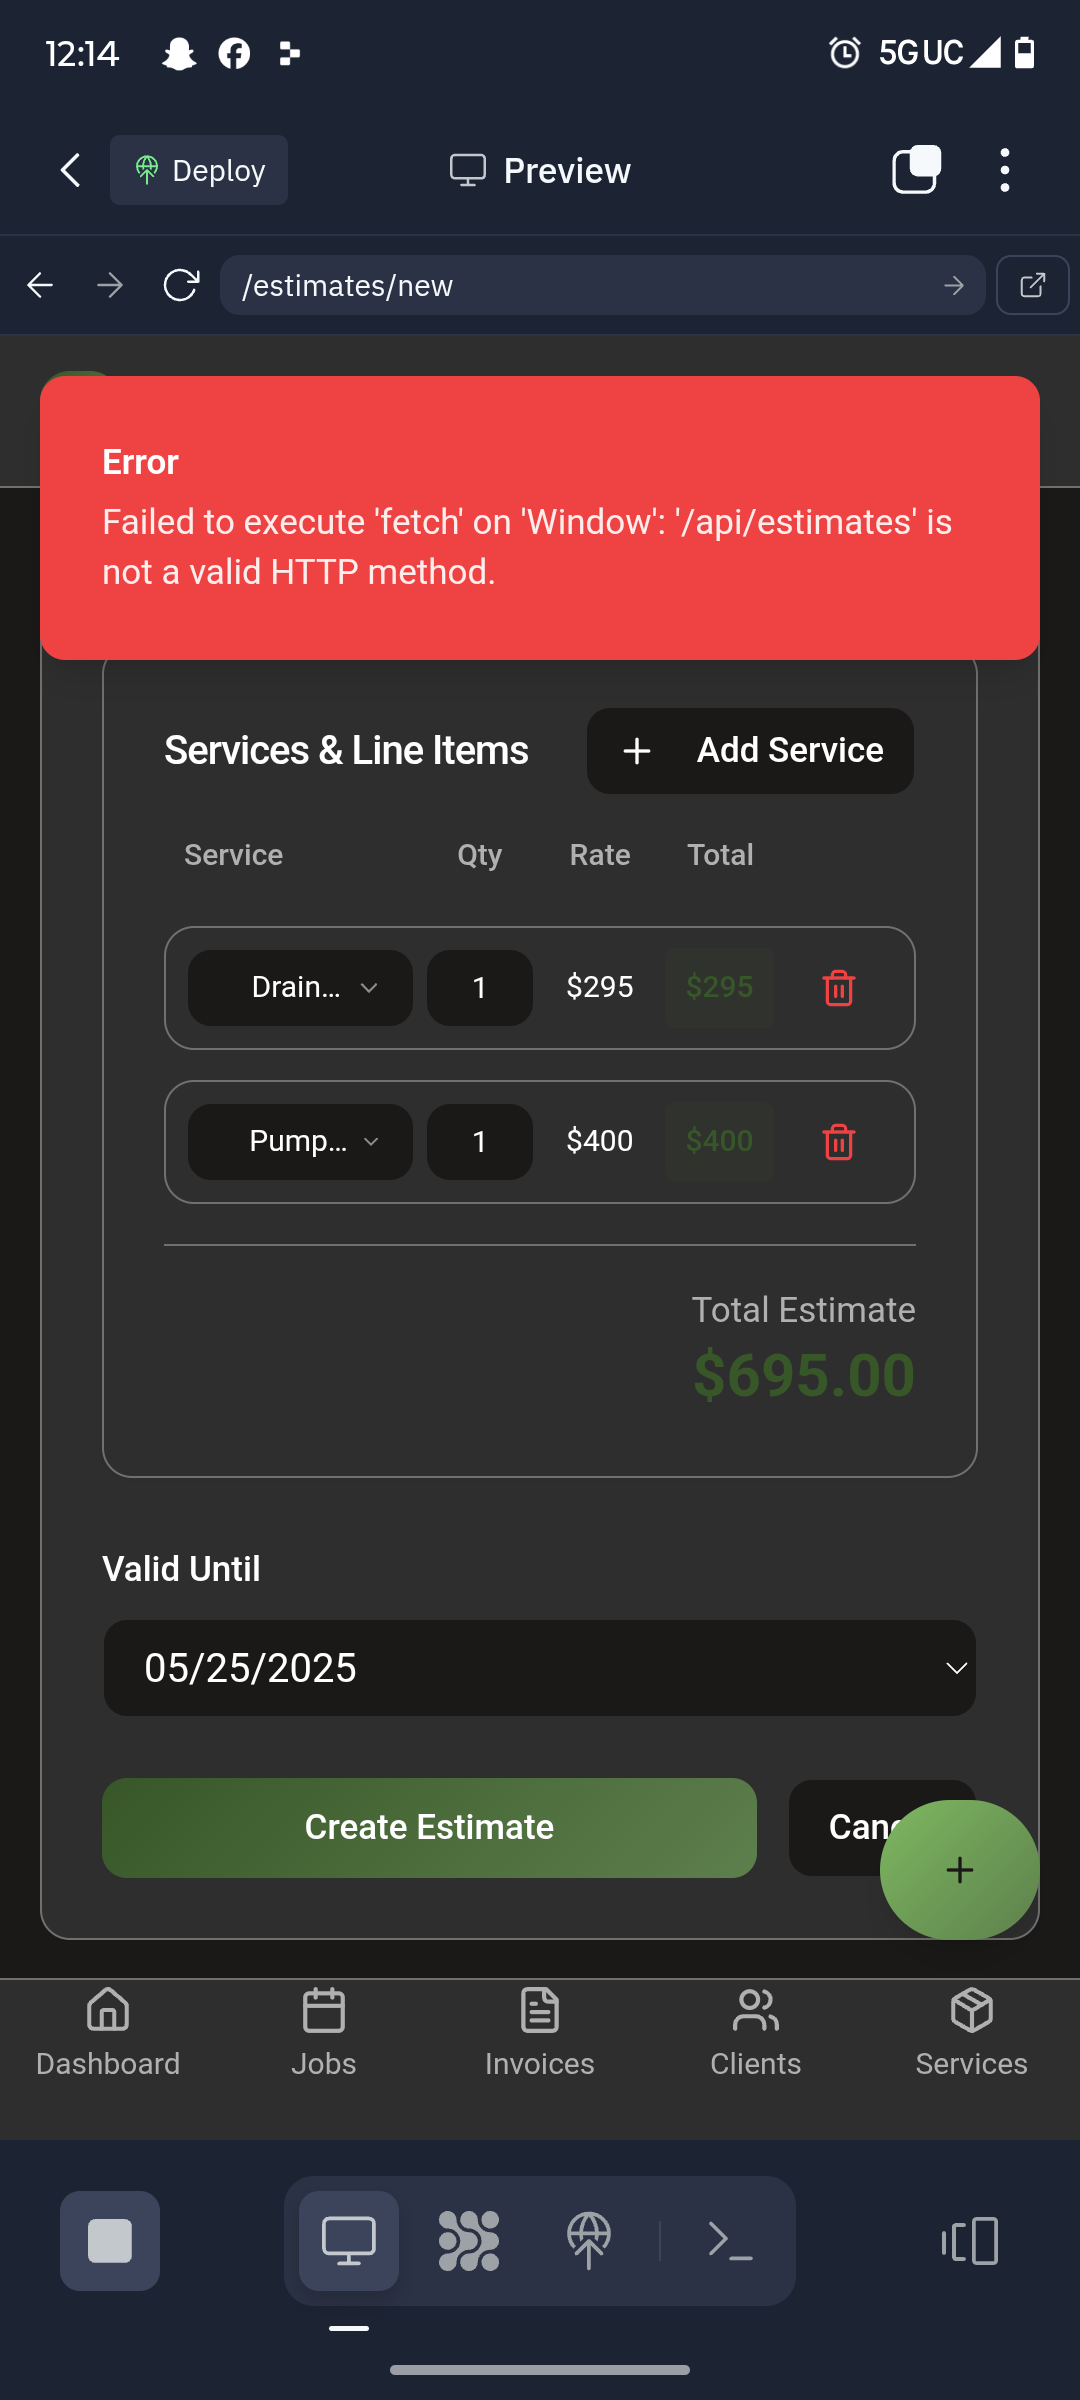 12:14
5G UC
Deploy
Preview
/estimates/new
Error
Failed to execute 'fetch' on 'Window': '/api/estimates' is
not a valid HTTP method.
Services & Line Items
Add Service
Service Qty Rate Total
Drain... 1 $295 $295
Pump... 1 $400 $400
Total Estimate
$695.00
Valid Until
05/25/2025
Create Estimate
Canc
Dashboard Jobs Invoices Clients Services